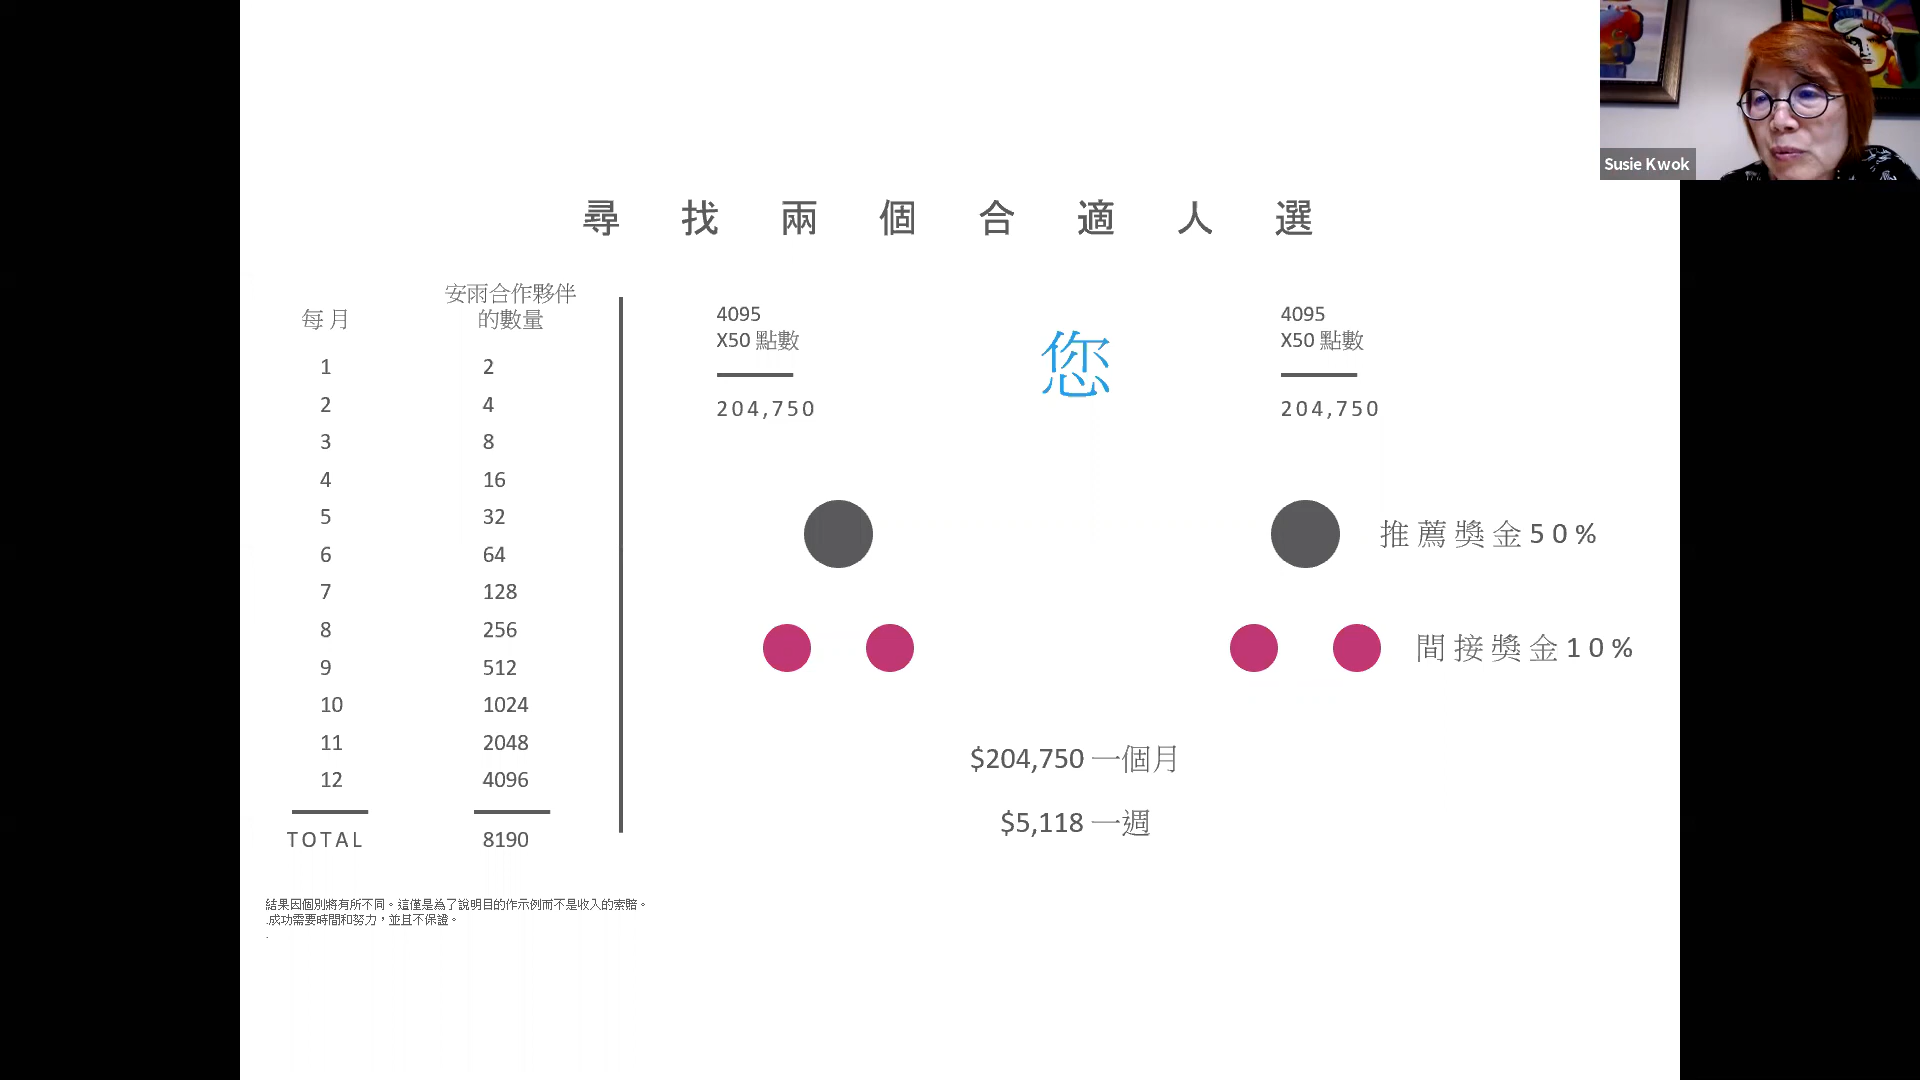 Susie Kwok
尋找兩個合適人選
每月
安雨合作夥伴
的數量
1 2
2 4
3 8
4 16
5 32
6 64
7 128
8 256
9 512
10 1024
11 2048
12 4096
TOTAL 8190
4095
X50 點數
204,750
您
4095
X50 點數
204,750
推薦獎金50%
間接獎金10%
$204,750 一個月
$5,118 一週
結果因個別將有所不同。這僅是為了說明目的作示例而不是收入的索賠。
.成功需要時間和努力，並且不保證。
.